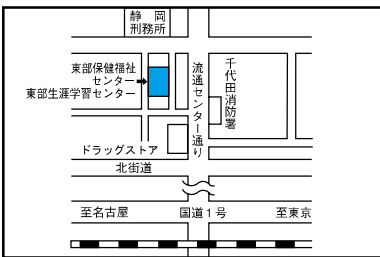 静岡
刑務所
東部保健福祉
センター
東部生涯学習センター
流通センター通り
千代田消防署
ドラッグストア
北街道
至名古屋
国道1号
至東京